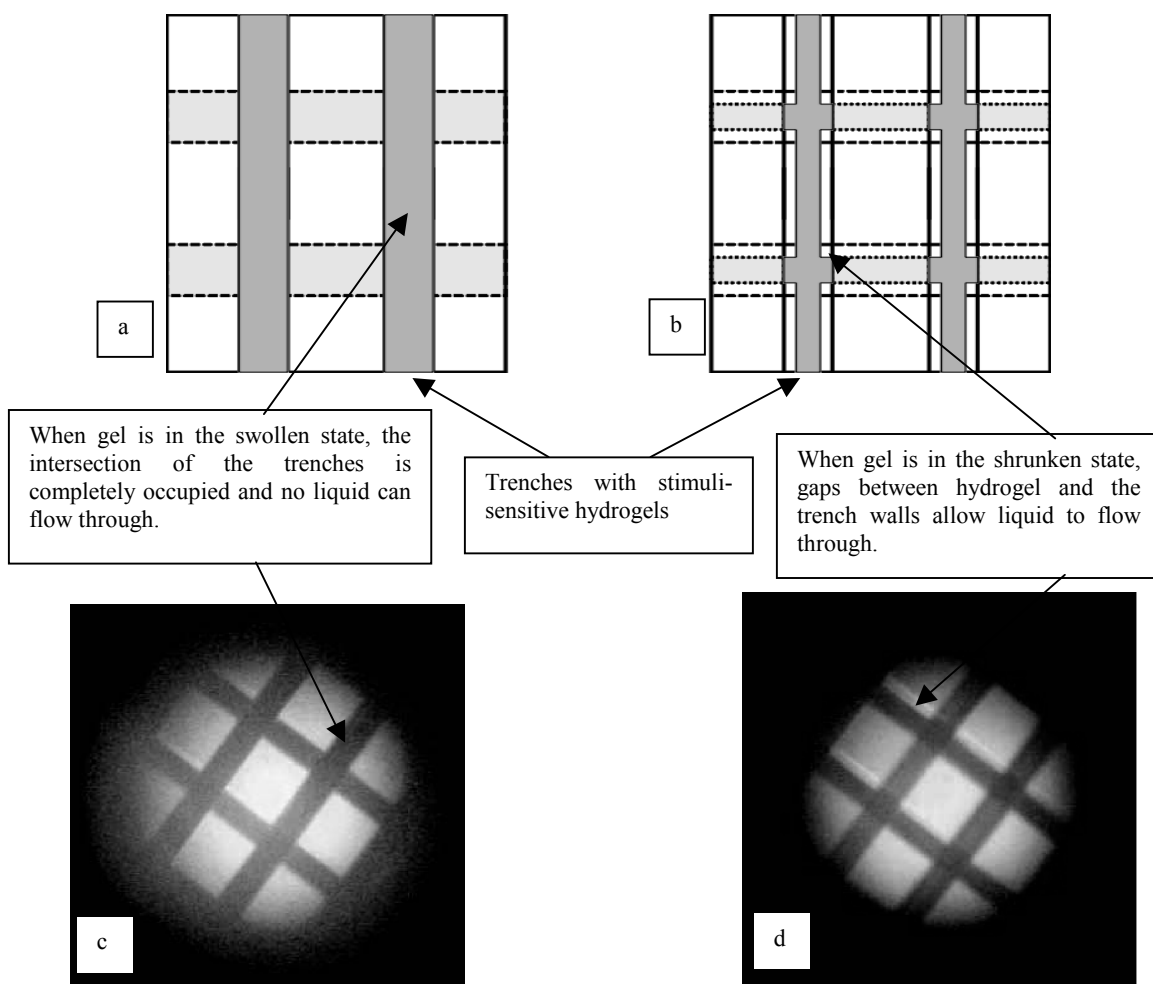 a
b
When gel is in the swollen state, the
intersection of the trenches is
completely occupied and no liquid can
flow through.
Trenches with stimuli-
sensitive hydrogels
When gel is in the shrunken state,
gaps between hydrogel and the
trench walls allow liquid to flow
through.
c
d